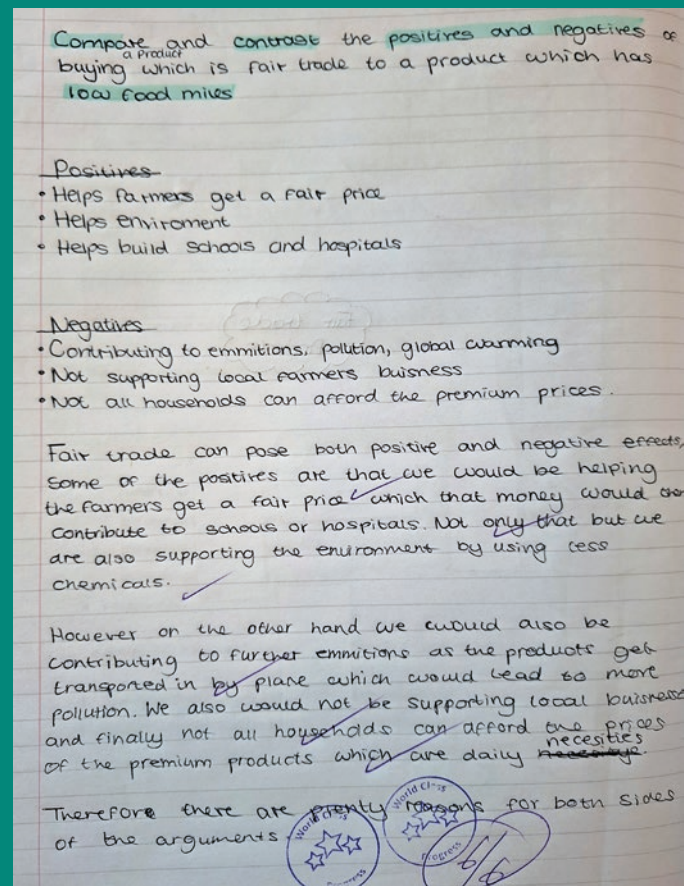 Compare and contrast the positives and negatives of
buying a product which is fair trade to a product which has
low food miles
Positives
• Helps farmers get a fair price
• Helps enviroment
• Helps build schools and hospitals
Negatives
• Contributing to emmitions, polution, global warming
• Not supporting local farmers buisness
• Not all households can afford the premium prices.
Fair trade can pose both positive and negative effects,
Some of the positives are that we would be helping
the farmers get a fair price which that money would then
contribute to schools or hospitals. Not only that but we
are also supporting the environment by using less
chemicals.
However on the other hand we would also be
contributing to further emmitions as the products get
transported in by plane which would lead to more
pollution. We also would not be supporting local buisness
and finally not all households can afford the prices
of the premium products which are daily necesities.
Therefore there are plenty reasons for both sides
of the arguments
World Class
Progress
World Class
Progress
6/6